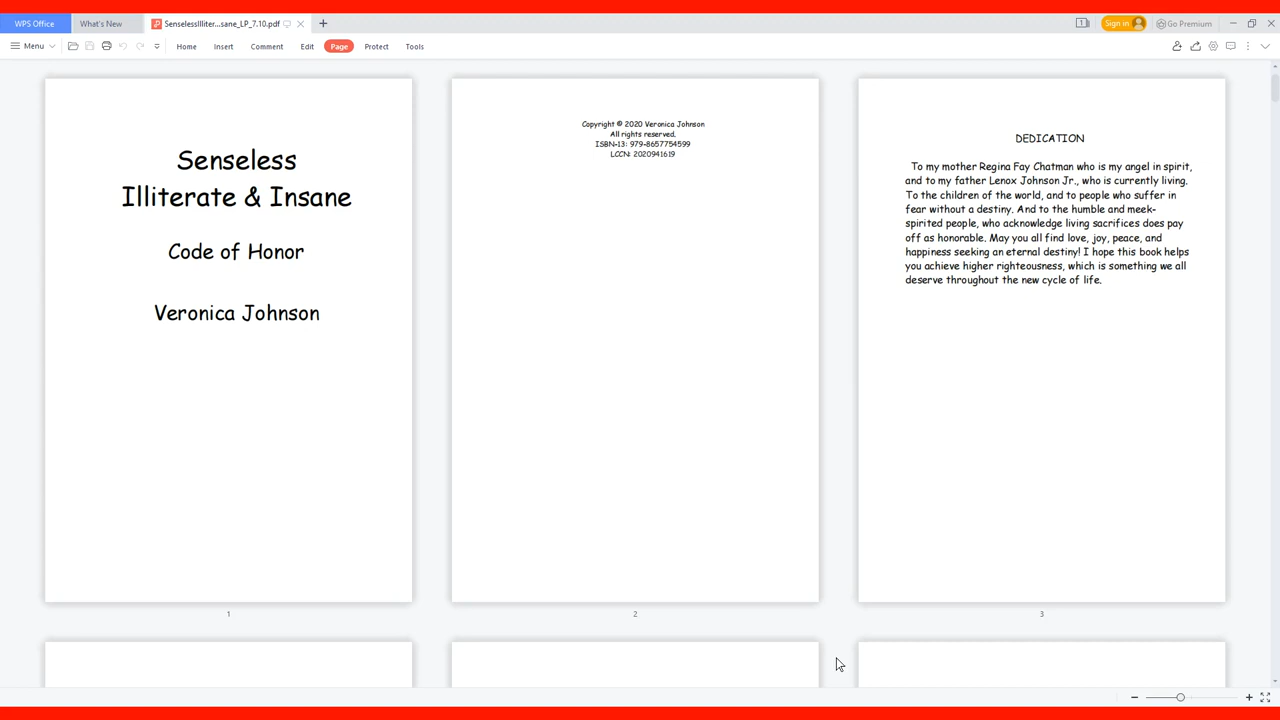 WPS Office
What's New
SenselessIlliter...sane_LP_7.10.pdf
1
Sign in
Go Premium
Menu
Home
Insert
Comment
Edit
Page
Protect
Tools
Senseless
Illiterate & Insane
Code of Honor
Veronica Johnson
1
Copyright © 2020 Veronica Johnson
All rights reserved.
ISBN-13: 979-8657754599
LCCN: 2020941619
2
DEDICATION
To my mother Regina Fay Chatman who is my angel in spirit,
and to my father Lenox Johnson Jr., who is currently living.
To the children of the world, and to people who suffer in
fear without a destiny. And to the humble and meek-
spirited people, who acknowledge living sacrifices does pay
off as honorable. May you all find love, joy, peace, and
happiness seeking an eternal destiny! I hope this book helps
you achieve higher righteousness, which is something we all
deserve throughout the new cycle of life.
3